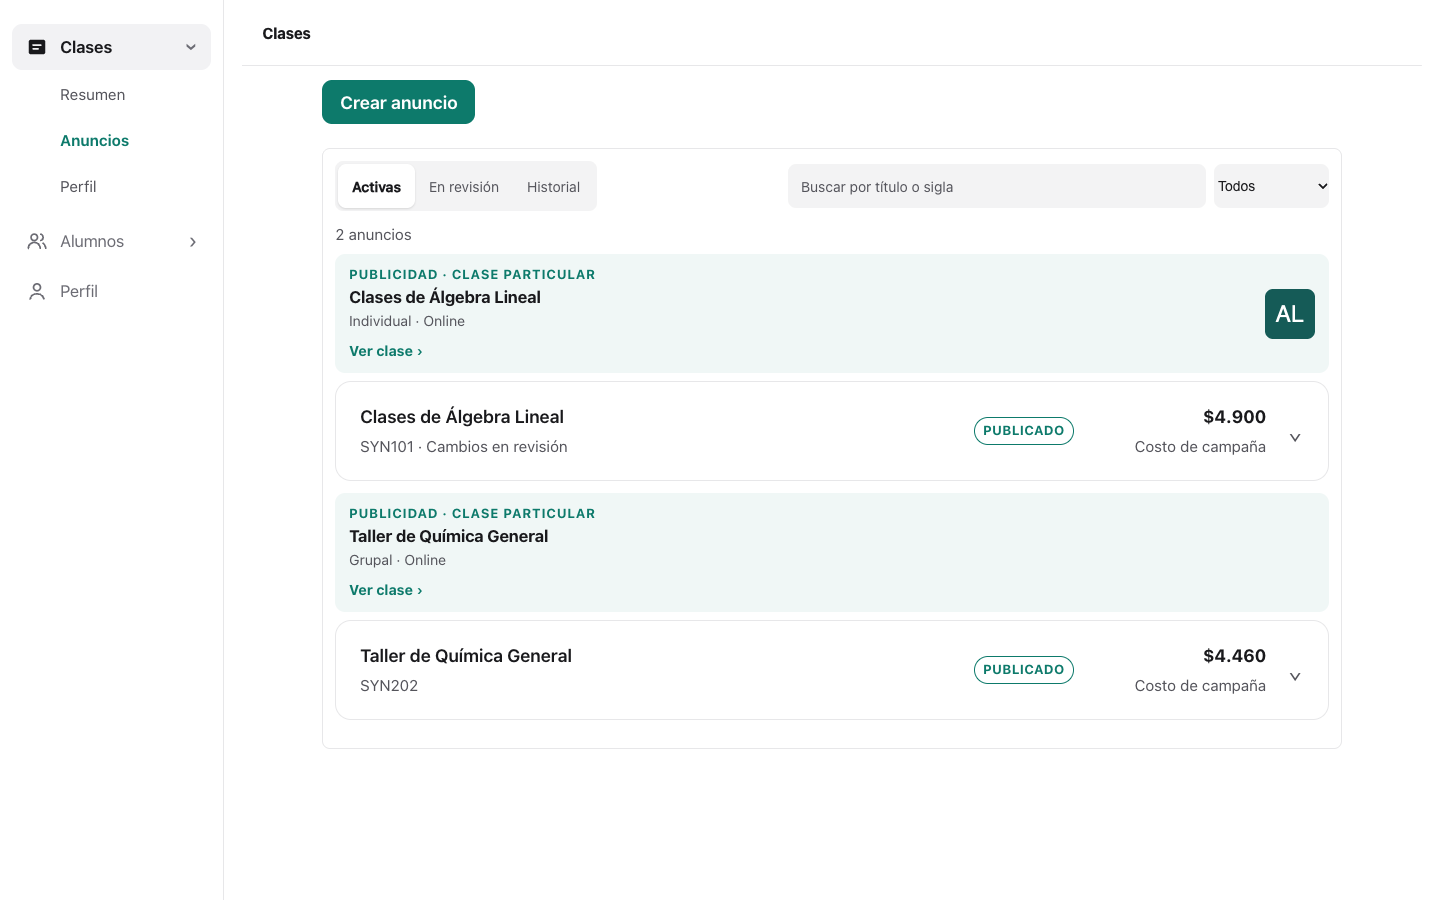 Clases
Resumen
Anuncios
Perfil
Alumnos
Perfil
Clases
Crear anuncio
Activas
En revisión
Historial
Buscar por título o sigla
Todos
2 anuncios
PUBLICIDAD · CLASE PARTICULAR
Clases de Álgebra Lineal
Individual · Online
Ver clase ›
AL
Clases de Álgebra Lineal
SYN101 · Cambios en revisión
PUBLICADO
$4.900
Costo de campaña
PUBLICIDAD · CLASE PARTICULAR
Taller de Química General
Grupal · Online
Ver clase ›
Taller de Química General
SYN202
PUBLICADO
$4.460
Costo de campaña